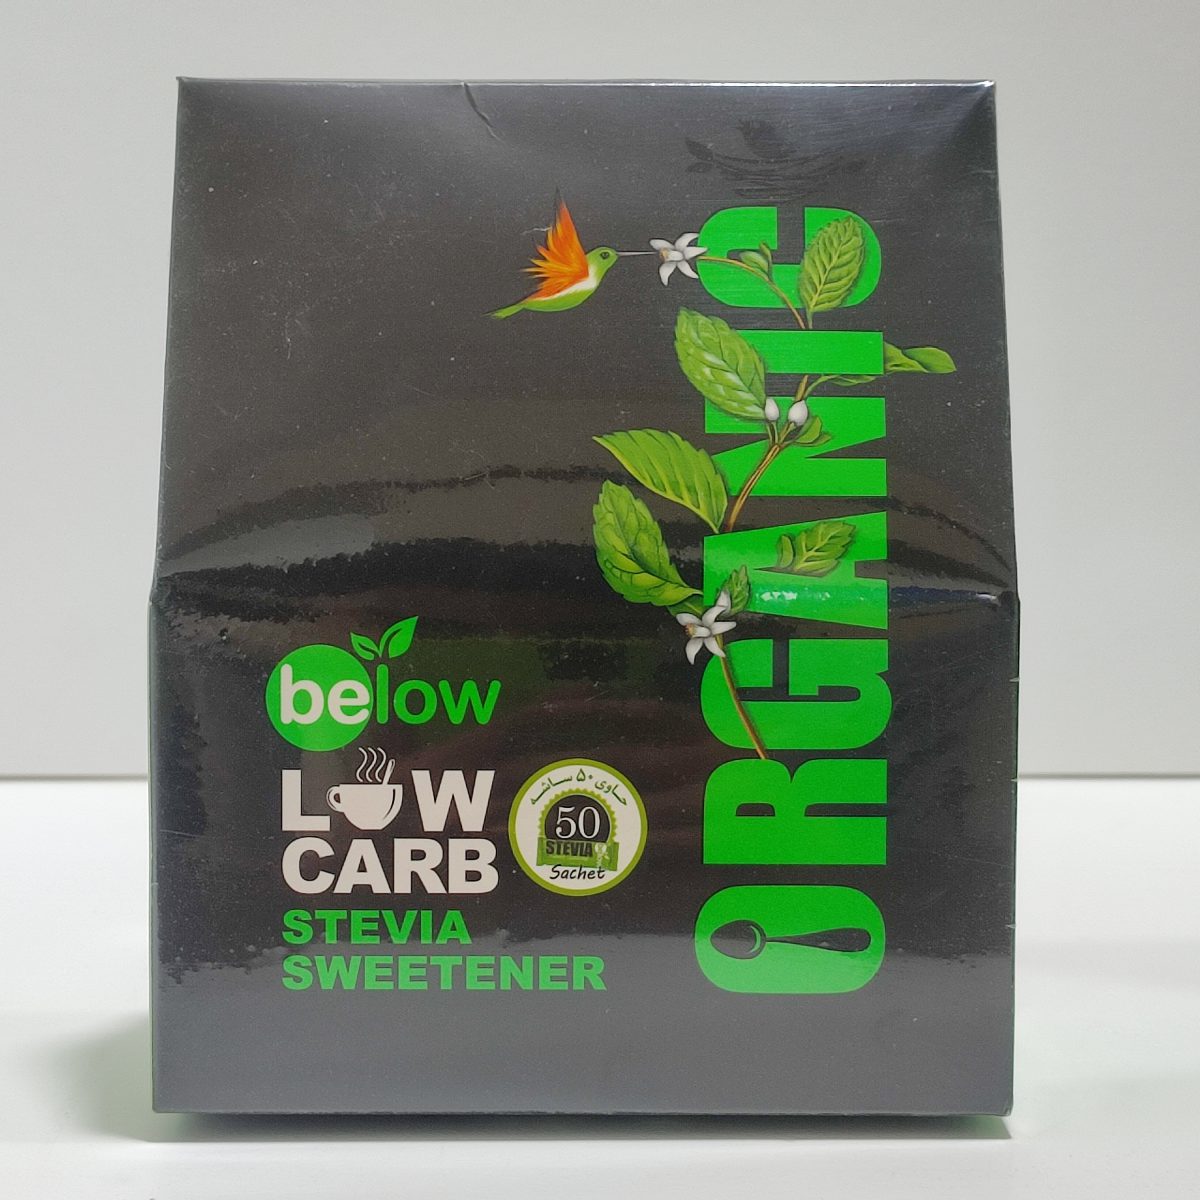 below
LOW
CARB
STEVIA
SWEETENER
حاوی ۵۰ ساشه
50
STEVIA
Sachet
ORGANIC